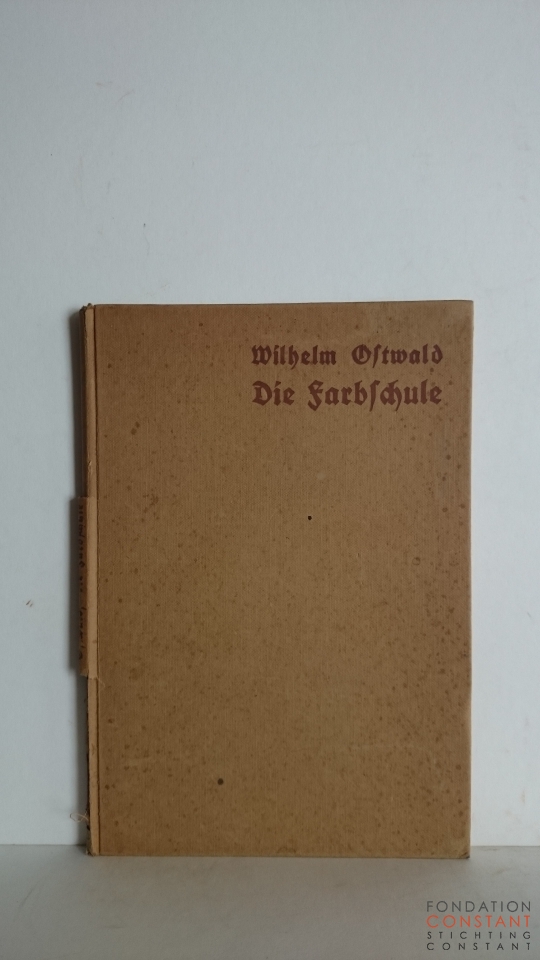 Wilhelm Oſtwald
Die Farbſchule
FONDATION
CONSTANT
STICHTING
CONSTANT